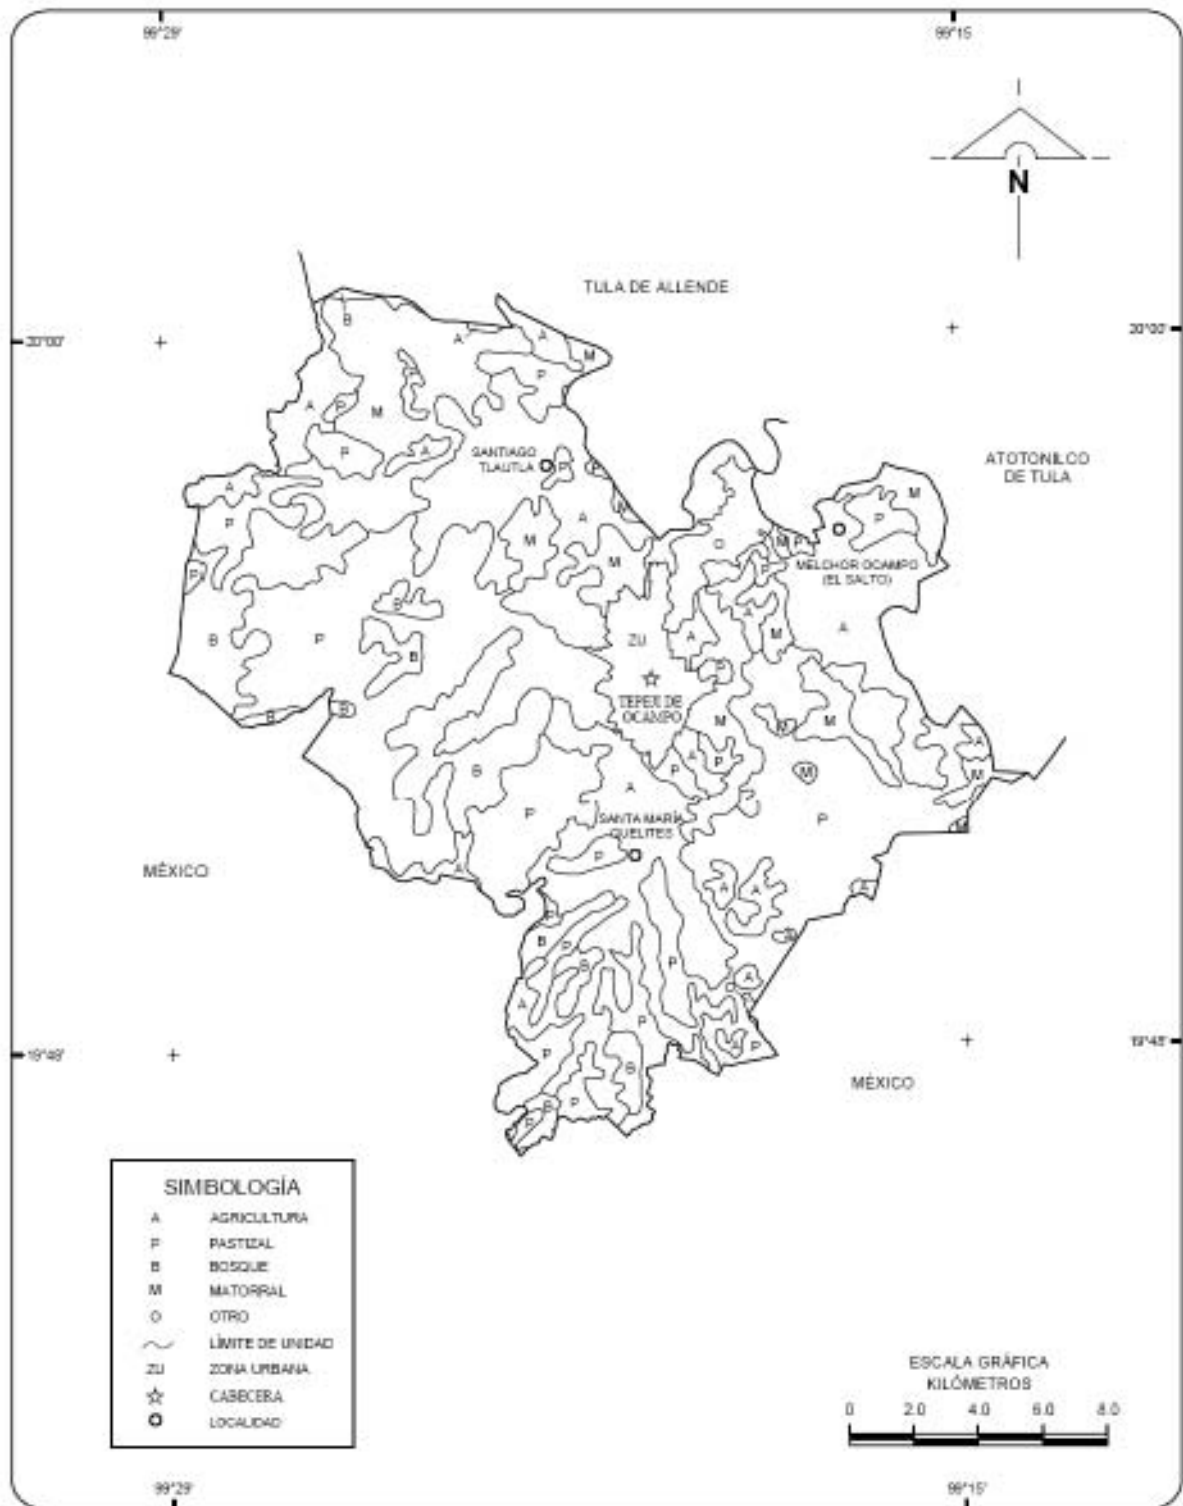 99°29'
99°15
N
TULA DE ALLENDE
20°00'
20°00'
B
A
A
M
P
P
A
P
M
P
A
SANTIAGO
TLAUTLA
P
P
ATOTONILCO
DE TULA
M
P
A
P
M
A
M
M
O
M
P
MELCHOR OCAMPO
(EL SALTO)
P
P
B
A
A
B
P
ZU
A
M
B
P
TEPEJI DE
OCAMPO
B
B
M
M
M
A
A
P
P
M
M
B
A
P
P
SANTA MARÍA
QUELITES
M
P
MÉXICO
A
A
A
A
P
B
P
B
P
A
A
P
P
A
P
B
B
P
P
19°48'
19°48'
MÉXICO
SIMBOLOGÍA
A AGRICULTURA
P PASTIZAL
B BOSQUE
M MATORRAL
O OTRO
LÍMITE DE UNIDAD
ZU ZONA URBANA
CABECERA
LOCALIDAD
ESCALA GRÁFICA
KILÓMETROS
0 2.0 4.0 6.0 8.0
99°29'
99°15'